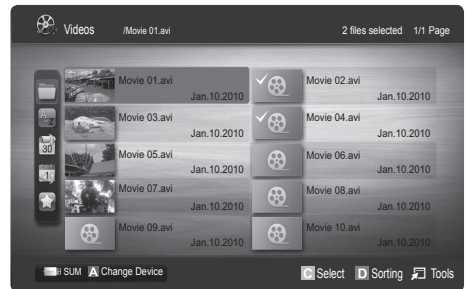 Videos /Movie 01.avi 2 files selected 1/1 Page
Movie 01.avi Movie 02.avi
Jan.10.2010 Jan.10.2010
Movie 03.avi Movie 04.avi
Jan.10.2010 Jan.10.2010
Movie 05.avi Movie 06.avi
Jan.10.2010 Jan.10.2010
Movie 07.avi Movie 08.avi
Jan.10.2010 Jan.10.2010
Movie 09.avi Movie 10.avi
Jan.10.2010 Jan.10.2010
30
1
SUM A Change Device C Select D Sorting Tools